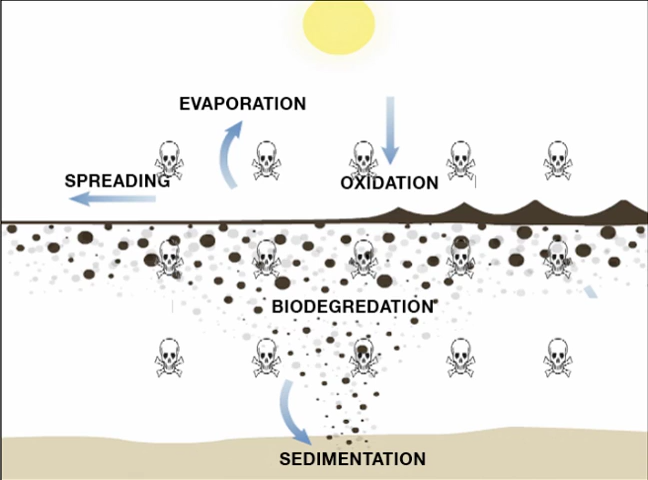 EVAPORATION
SPREADING
OXIDATION
BIODEGREDATION
SEDIMENTATION